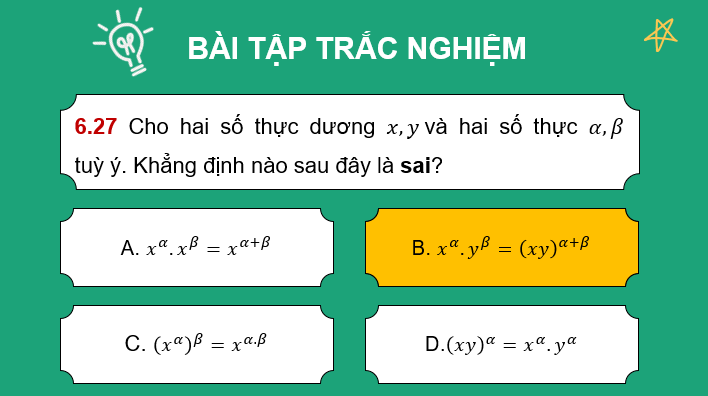 BÀI TẬP TRẮC NGHIỆM
6.27 Cho hai số thực dương 𝑥, 𝑦 và hai số thực 𝛼, 𝛽
tuỳ ý. Khẳng định nào sau đây là sai?
A. 𝑥^𝛼. 𝑥^𝛽 = 𝑥^(𝛼+𝛽)
B. 𝑥^𝛼. 𝑦^𝛽 = (𝑥𝑦)^(𝛼+𝛽)
C. (𝑥^𝛼)^𝛽 = 𝑥^(𝛼.𝛽)
D.(𝑥𝑦)^𝛼 = 𝑥^𝛼. 𝑦^𝛼